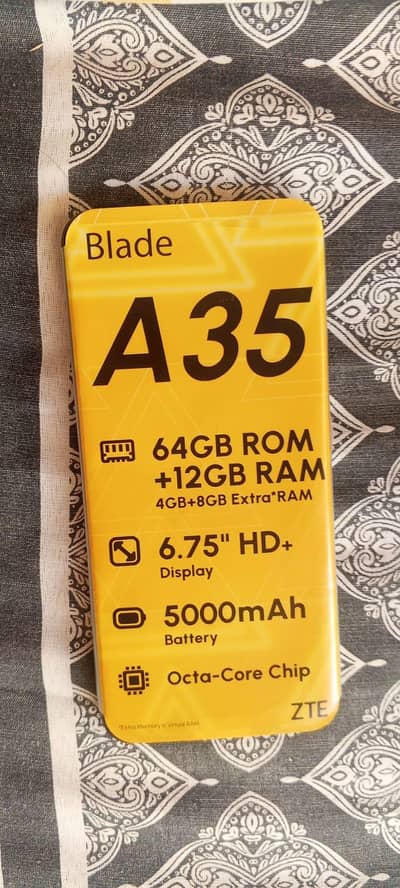 Blade
A35
64GB ROM
+12GB RAM
4GB+8GB Extra*RAM
6.75" HD+
Display
5000mAh
Battery
Octa-Core Chip
ZTE